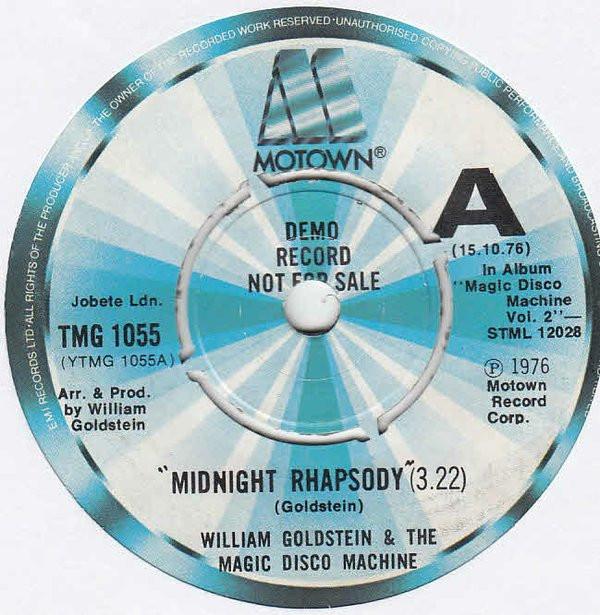 EMI RECORDS LTD·ALL RIGHTS OF THE PRODUCER AND OF THE OWNER OF THE RECORDED WORK RESERVED·UNAUTHORISED COPYING PUBLIC PERFORMANCE AND BROADCASTING
MOTOWN®
A
DEMO
RECORD
NOT FOR SALE
(15.10.76)
In Album
"Magic Disco
Machine
Vol. 2"—
STML 12028
Jobete Ldn.
TMG 1055
(YTMG 1055A)
Ⓟ 1976
Motown
Record
Corp.
Arr. & Prod.
by William
Goldstein
"MIDNIGHT RHAPSODY" (3.22)
(Goldstein)
WILLIAM GOLDSTEIN & THE
MAGIC DISCO MACHINE